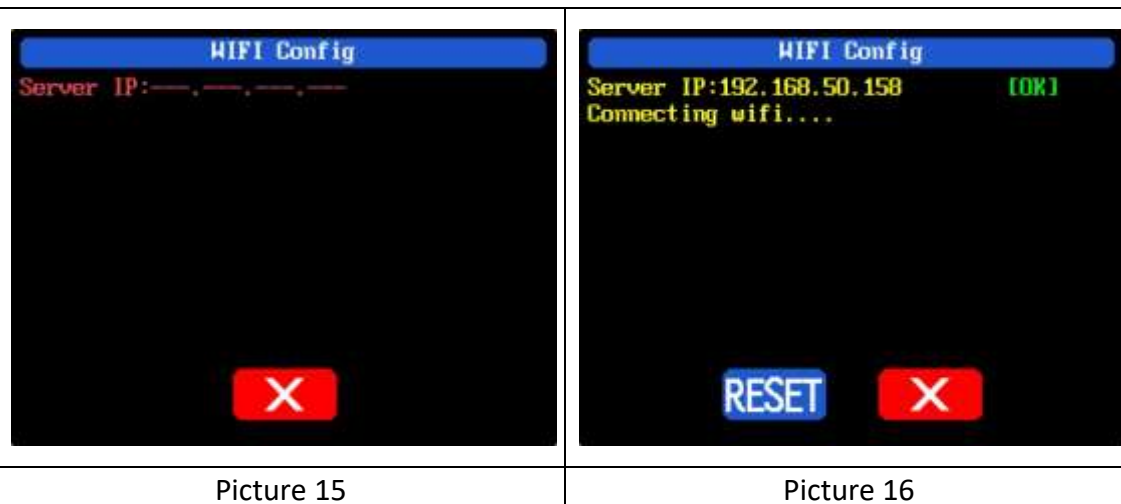 WIFI Config
Server IP:---.---.---.---
X
Picture 15
WIFI Config
Server IP:192.168.50.158 [OK]
Connecting wifi....
RESET X
Picture 16